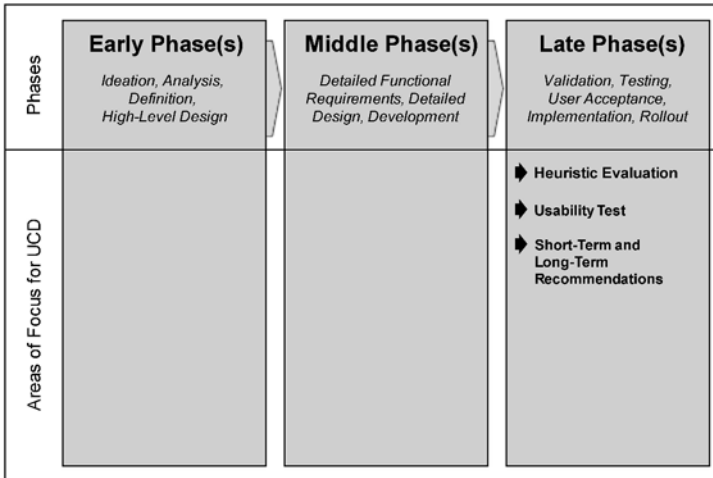 Phases
Early Phase(s)
Ideation, Analysis,
Definition,
High-Level Design
Middle Phase(s)
Detailed Functional
Requirements, Detailed
Design, Development
Late Phase(s)
Validation, Testing,
User Acceptance,
Implementation, Rollout
Areas of Focus for UCD
Heuristic Evaluation
Usability Test
Short-Term and
Long-Term
Recommendations